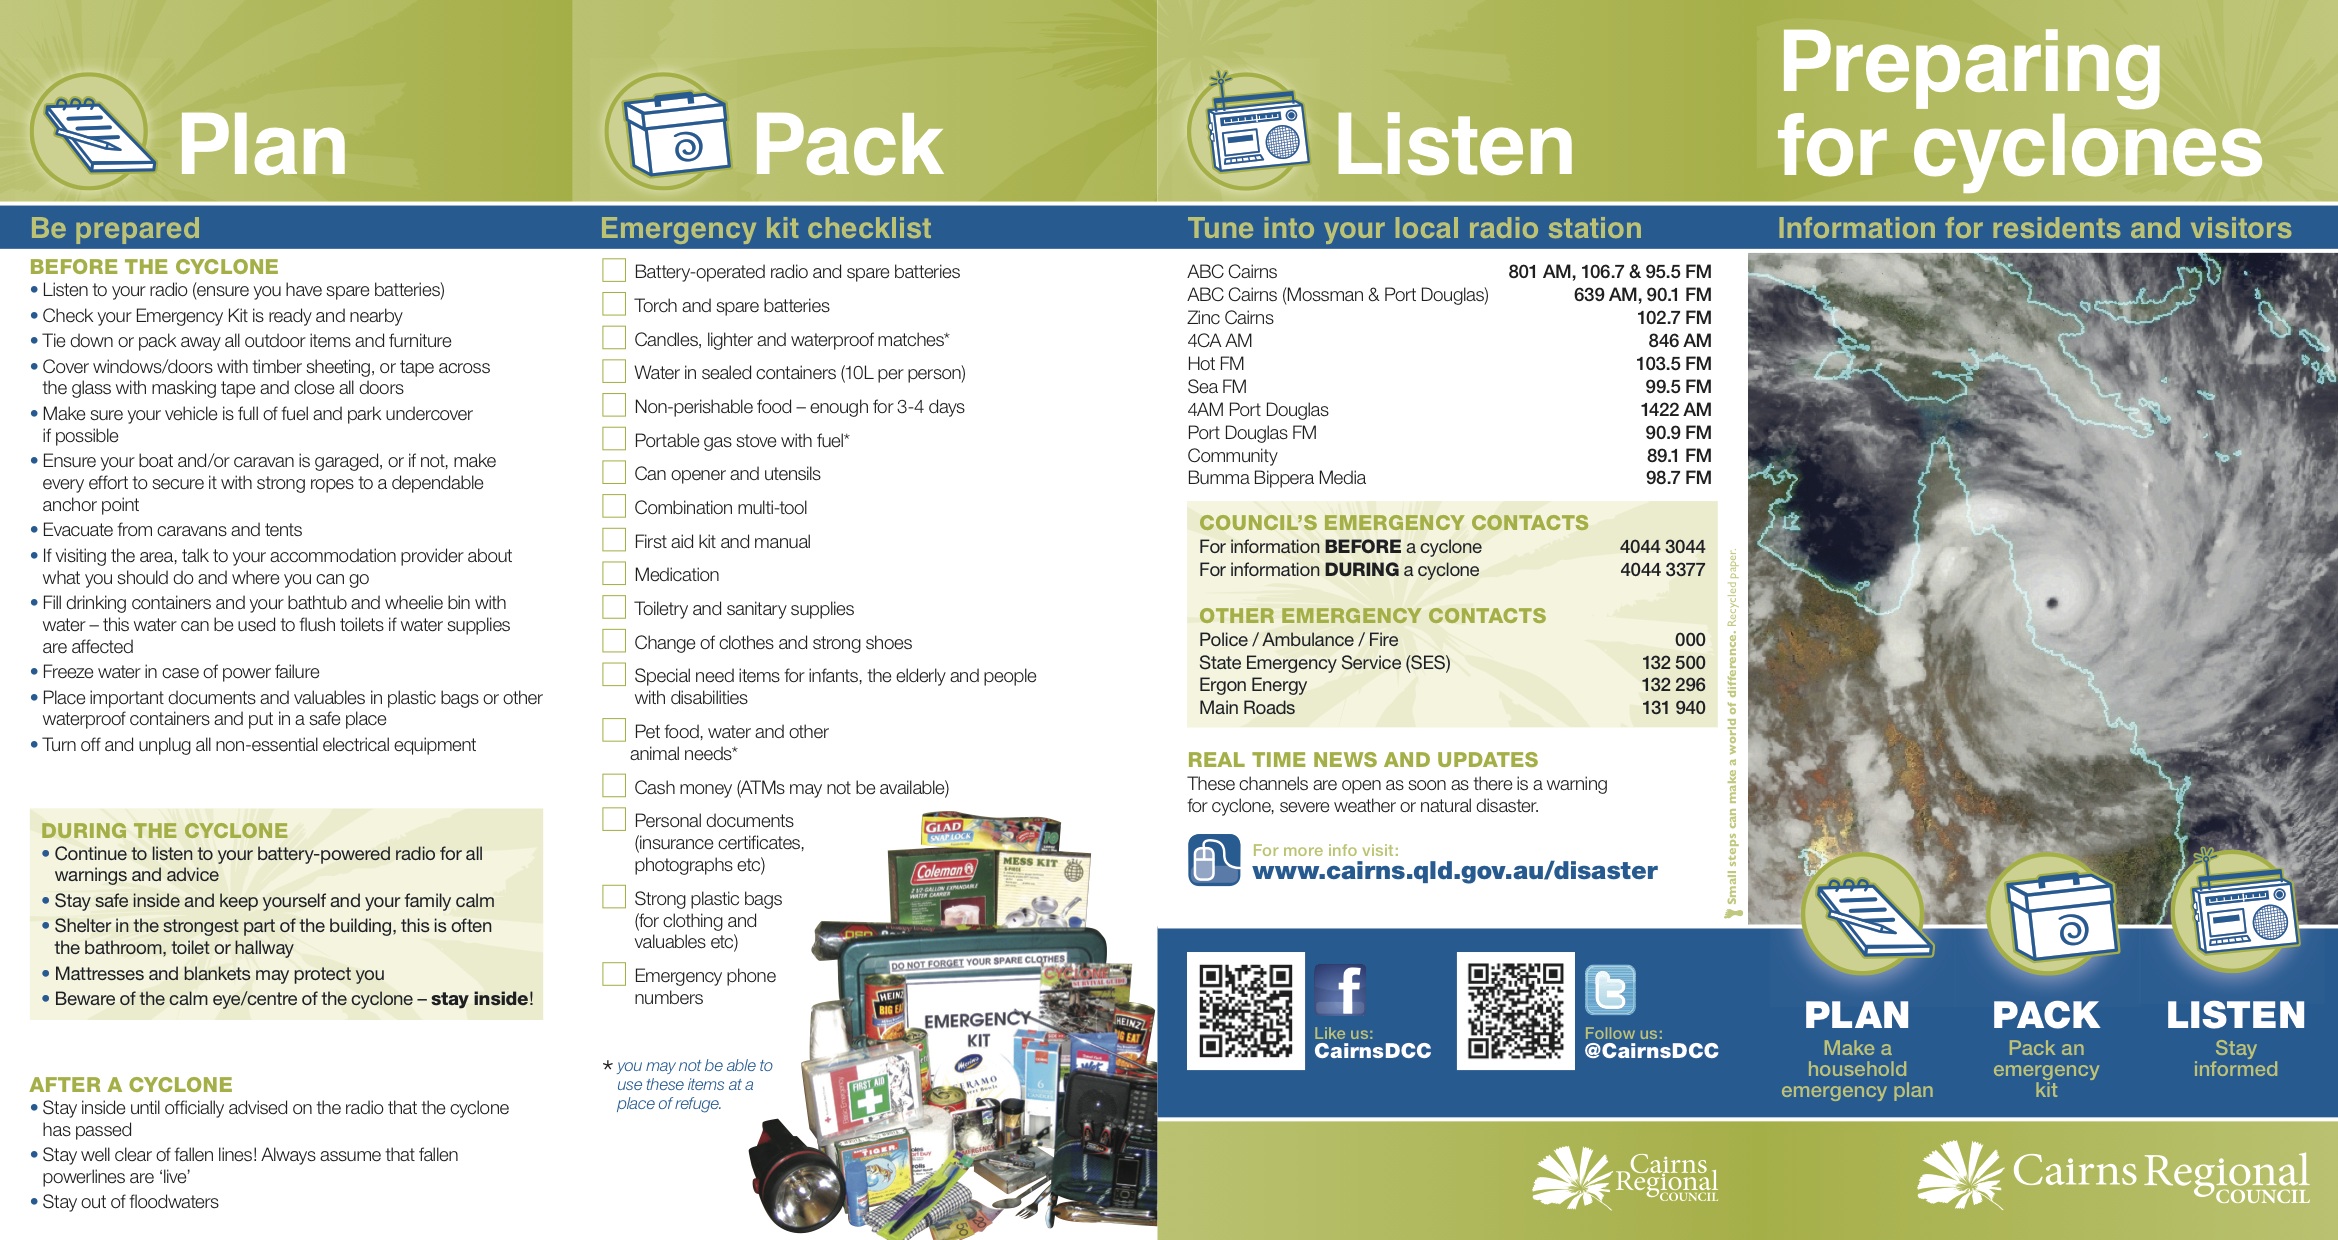 Plan
Be prepared
BEFORE THE CYCLONE
• Listen to your radio (ensure you have spare batteries)
• Check your Emergency Kit is ready and nearby
• Tie down or pack away all outdoor items and furniture
• Cover windows/doors with timber sheeting, or tape across
the glass with masking tape and close all doors
• Make sure your vehicle is full of fuel and park undercover
if possible
• Ensure your boat and/or caravan is garaged, or if not, make
every effort to secure it with strong ropes to a dependable
anchor point
• Evacuate from caravans and tents
• If visiting the area, talk to your accommodation provider about
what you should do and where you can go
• Fill drinking containers and your bathtub and wheelie bin with
water – this water can be used to flush toilets if water supplies
are affected
• Freeze water in case of power failure
• Place important documents and valuables in plastic bags or other
waterproof containers and put in a safe place
• Turn off and unplug all non-essential electrical equipment
DURING THE CYCLONE
• Continue to listen to your battery-powered radio for all
warnings and advice
• Stay safe inside and keep yourself and your family calm
• Shelter in the strongest part of the building, this is often
the bathroom, toilet or hallway
• Mattresses and blankets may protect you
• Beware of the calm eye/centre of the cyclone – stay inside!
AFTER A CYCLONE
• Stay inside until officially advised on the radio that the cyclone
has passed
• Stay well clear of fallen lines! Always assume that fallen
powerlines are ‘live’
• Stay out of floodwaters
Pack
Emergency kit checklist
Battery-operated radio and spare batteries
Torch and spare batteries
Candles, lighter and waterproof matches*
Water in sealed containers (10L per person)
Non-perishable food – enough for 3-4 days
Portable gas stove with fuel*
Can opener and utensils
Combination multi-tool
First aid kit and manual
Medication
Toiletry and sanitary supplies
Change of clothes and strong shoes
Special need items for infants, the elderly and people
with disabilities
Pet food, water and other
animal needs*
Cash money (ATMs may not be available)
Personal documents
(insurance certificates,
photographs etc)
Strong plastic bags
(for clothing and
valuables etc)
Emergency phone
numbers
* you may not be able to
use these items at a
place of refuge.
GLAD
SNAP LOCK
Coleman
2 1/2-GALLON EXPANDABLE
WATER CARRIER
MESS KIT
DO NOT FORGET YOUR SPARE CLOTHES
CYCLONE
SURVIVAL GUIDE
HEINZ
BIG EAT
EMERGENCY
KIT
HEINZ
BIG EAT
FIRST AID
TIGER
Listen
Tune into your local radio station
ABC Cairns 801 AM, 106.7 & 95.5 FM
ABC Cairns (Mossman & Port Douglas) 639 AM, 90.1 FM
Zinc Cairns 102.7 FM
4CA AM 846 AM
Hot FM 103.5 FM
Sea FM 99.5 FM
4AM Port Douglas 1422 AM
Port Douglas FM 90.9 FM
Community 89.1 FM
Bumma Bippera Media 98.7 FM
COUNCIL’S EMERGENCY CONTACTS
For information BEFORE a cyclone 4044 3044
For information DURING a cyclone 4044 3377
OTHER EMERGENCY CONTACTS
Police / Ambulance / Fire 000
State Emergency Service (SES) 132 500
Ergon Energy 132 296
Main Roads 131 940
REAL TIME NEWS AND UPDATES
These channels are open as soon as there is a warning
for cyclone, severe weather or natural disaster.
For more info visit:
www.cairns.qld.gov.au/disaster
Like us:
CairnsDCC
Follow us:
@CairnsDCC
Small steps can make a world of difference. Recycled paper.
Cairns
Regional
COUNCIL
Preparing
for cyclones
Information for residents and visitors
PLAN
Make a
household
emergency plan
PACK
Pack an
emergency
kit
LISTEN
Stay
informed
Cairns Regional
COUNCIL